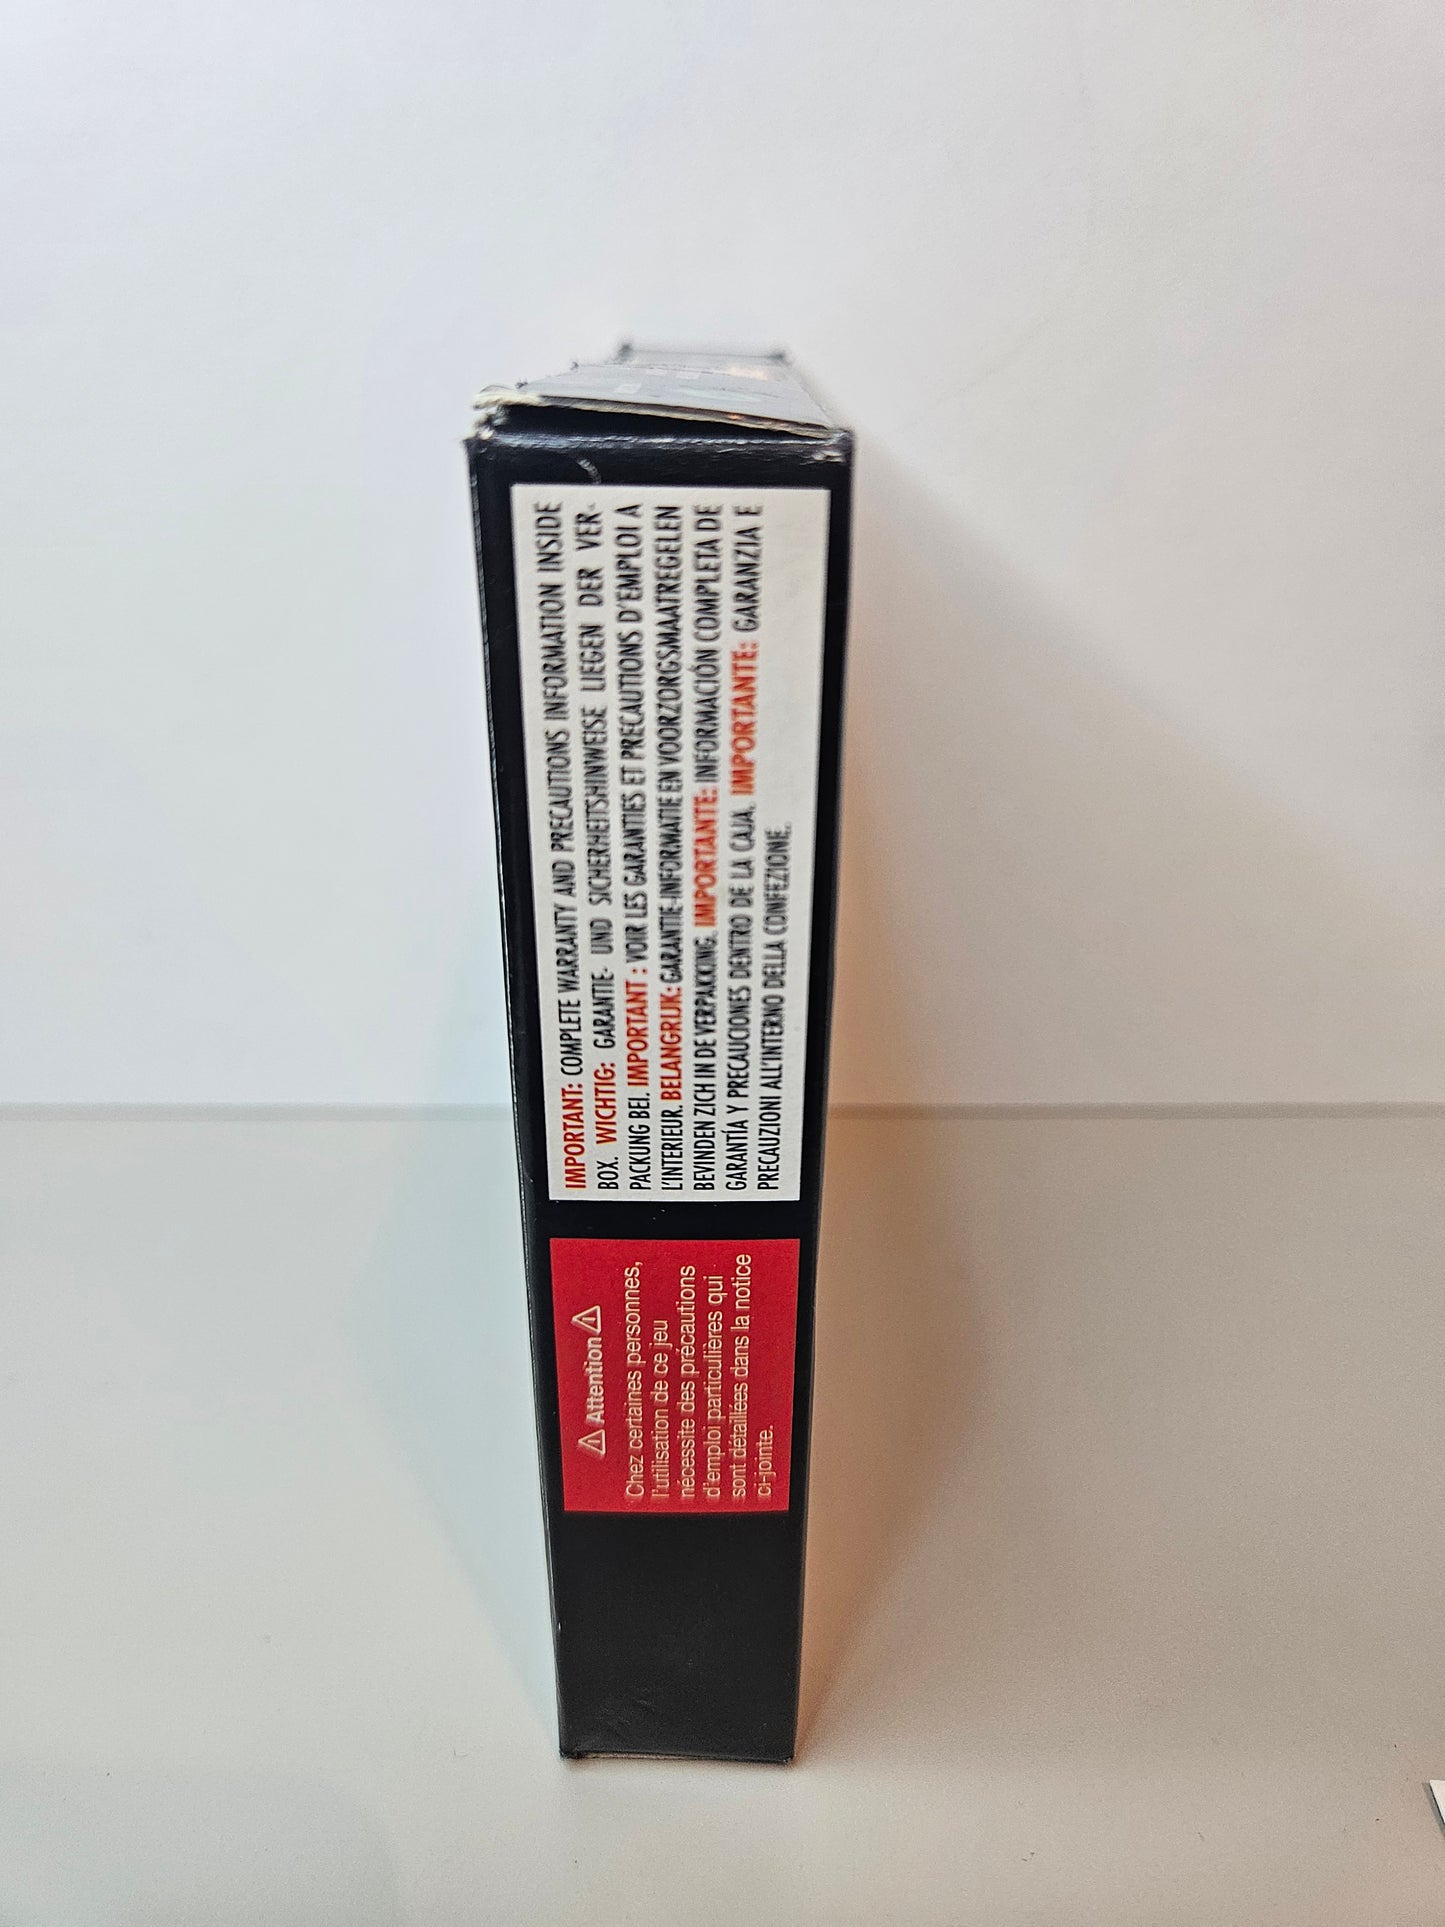 IMPORTANT: COMPLETE WARRANTY AND PRECAUTIONS INFORMATION INSIDE
BOX. WICHTIG: GARANTIE- UND SICHERHEITSHINWEISE LIEGEN DER VER-
PACKUNG BEI. IMPORTANT : VOIR LES GARANTIES ET PRECAUTIONS D'EMPLOI A
L'INTERIEUR. BELANGRIJK: GARANTIE-INFORMATIE EN VOORZORGSMAATREGELEN
BEVINDEN ZICH IN DE VERPAKKING. IMPORTANTE: INFORMACIÓN COMPLETA DE
GARANTÍA Y PRECAUCIONES DENTRO DE LA CAJA. IMPORTANTE: GARANZIA E
PRECAUZIONI ALL'INTERNO DELLA CONFEZIONE.
⚠ Attention ⚠
Chez certaines personnes,
l'utilisation de ce jeu
nécessite des précautions
d'emploi particulières qui
sont détaillées dans la notice
ci-jointe.